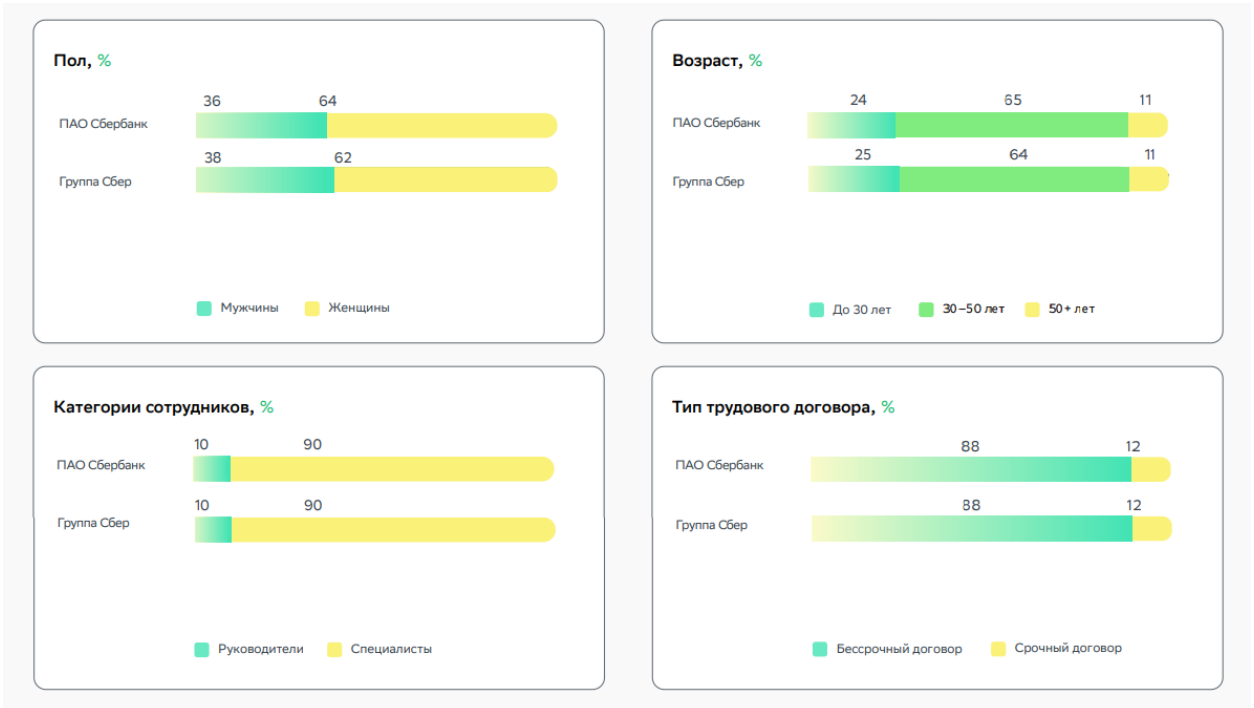 Пол, %
36 64
ПАО Сбербанк
38 62
Группа Сбер
Мужчины Женщины
Возраст, %
24 65 11
ПАО Сбербанк
25 64 11
Группа Сбер
До 30 лет 30–50 лет 50+ лет
Категории сотрудников, %
10 90
ПАО Сбербанк
10 90
Группа Сбер
Руководители Специалисты
Тип трудового договора, %
88 12
ПАО Сбербанк
88 12
Группа Сбер
Бессрочный договор Срочный договор